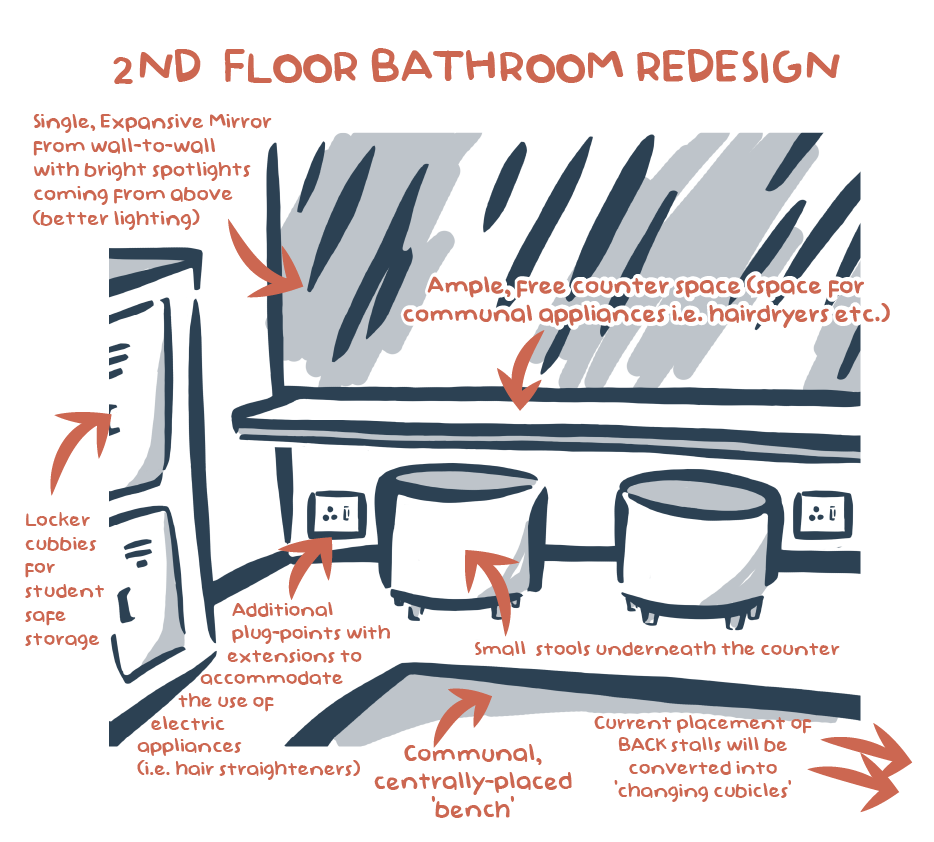 2ND FLOOR BATHROOM REDESIGN
Single, Expansive Mirror
from wall-to-wall
with bright spotlights
coming from above
(better lighting)
Ample, free counter space (space for
communal appliances i.e. hairdryers etc.)
Locker
cubbies
for
student
safe
storage
Additional
plug-points with
extensions to
accommodate
the use of
electric
appliances
(i.e. hair straighteners)
Small stools underneath the counter
Communal,
centrally-placed
'bench'
Current placement of
BACK stalls will be
converted into
'changing cubicles'